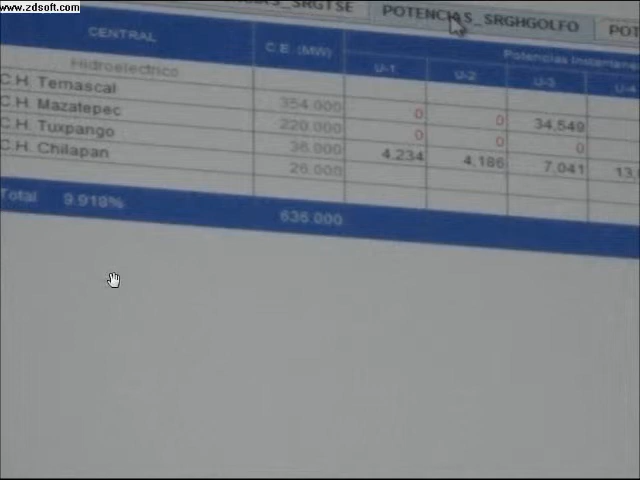 www.zdsoft.com
POTENCIAS_SRGHGOLFO
CENTRAL C.E. (MW)
U-1 U-2 U-3 U-4
Hidroelectrico
C.H. Temascal 354.000 0 0 34,549
C.H. Mazatepec 220.000 0 0 0
C.H. Tuxpango 36.000 4.234 4.186 7.041
C.H. Chilapan 26.000
Total 9.918% 636.000